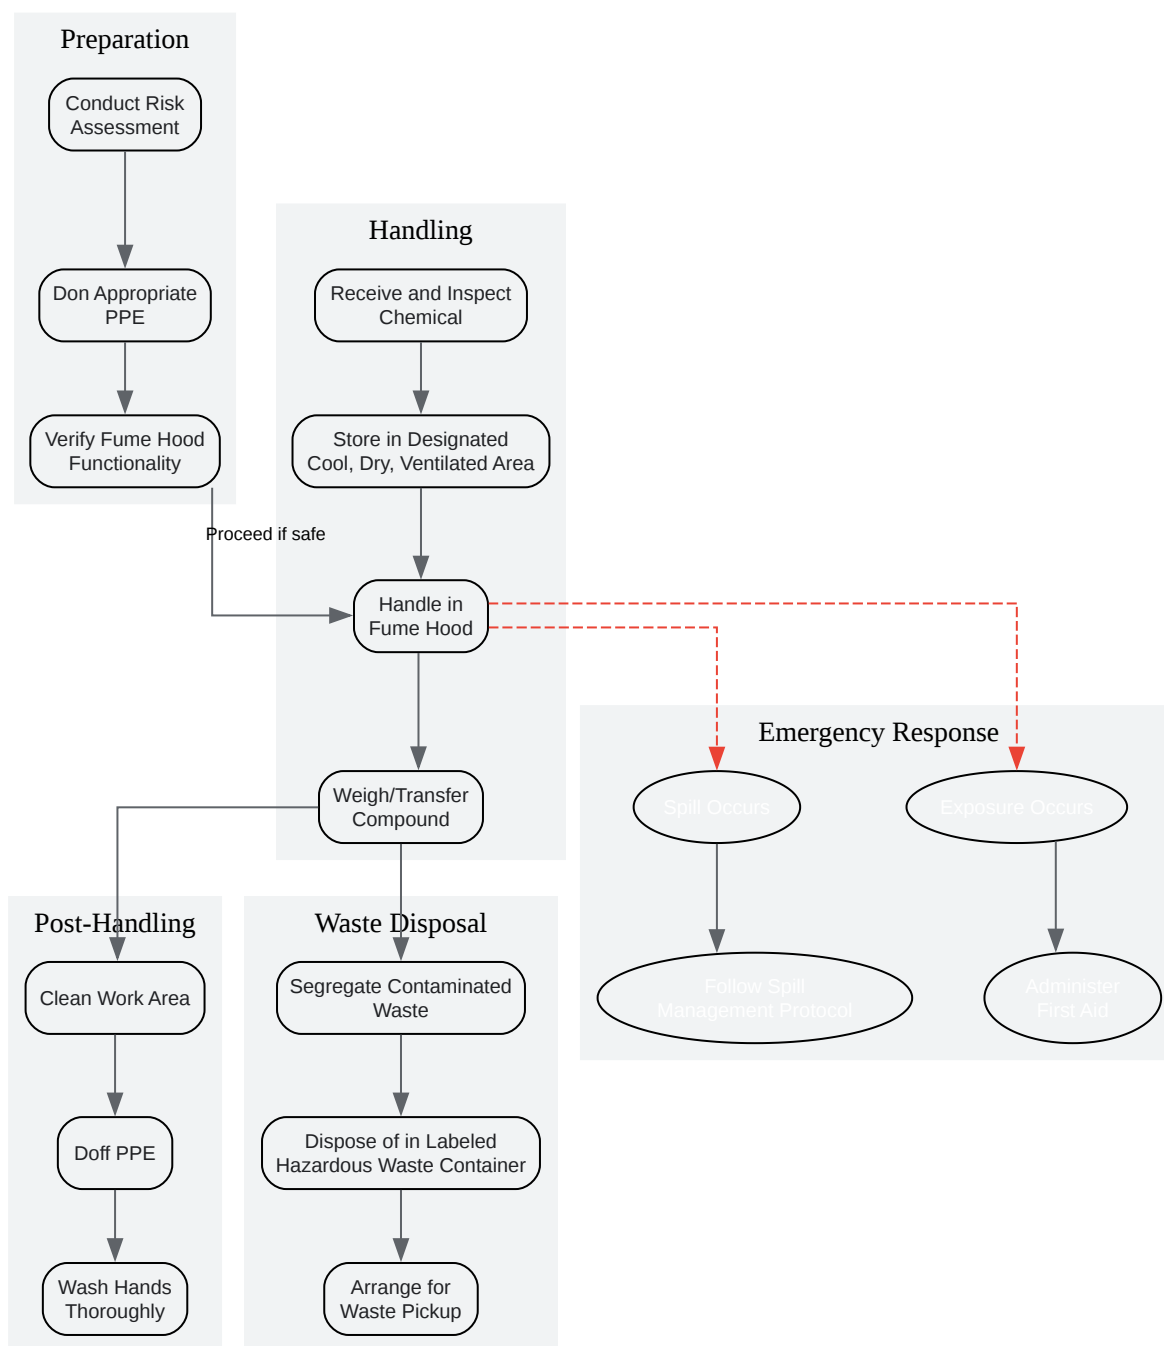 Preparation
Conduct Risk
Assessment
Don Appropriate
PPE
Verify Fume Hood
Functionality
Proceed if safe
Handling
Receive and Inspect
Chemical
Store in Designated
Cool, Dry, Ventilated Area
Handle in
Fume Hood
Weigh/Transfer
Compound
Emergency Response
Spill Occurs
Exposure Occurs
Follow Spill
Management Protocol
Administer
First Aid
Post-Handling
Clean Work Area
Doff PPE
Wash Hands
Thoroughly
Waste Disposal
Segregate Contaminated
Waste
Dispose of in Labeled
Hazardous Waste Container
Arrange for
Waste Pickup